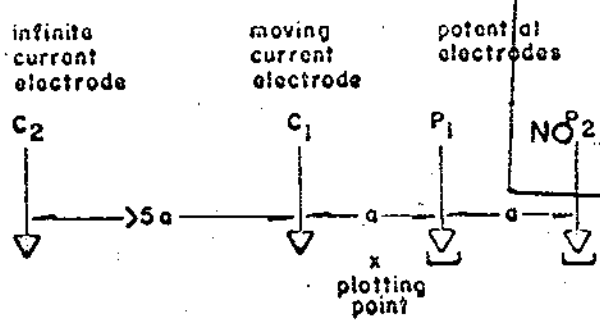 infinite
current
electrode
moving
current
electrode
potential
electrodes
C2
C1
P1
NO P2
>5a
a
a
x
plotting
point?